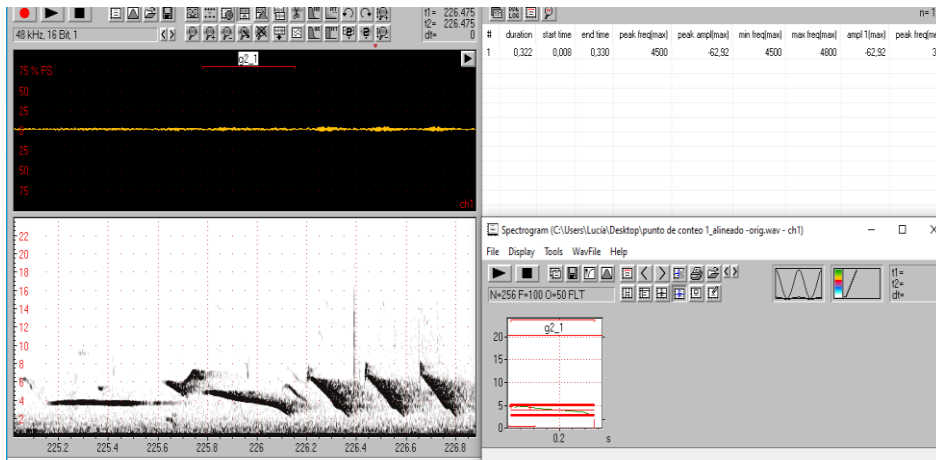 t1= 226.475
t2= 226.475
dt= 0
48 kHz, 16 Bit, 1
g2_1
75 % FS
50
25
0
25
50
75
ch1
22
20
18
16
14
12
10
8
6
4
2
225.2 225.4 225.6 225.8 226 226.2 226.4 226.6 226.8
n= 1
# duration start time end time peak freq(max) peak ampl(max) min freq(max) max freq(max) ampl 1(max) peak freq(me
1 0,322 0,008 0,330 4500 -62,92 4500 4800 -62,92 3
Spectrogram (C:\Users\Lucía\Desktop\punto de conteo 1_alineado -orig.wav - ch1)
File Display Tools WavFile Help
t1=
t2=
dt=
N=256 F=100 O=50 FLT
g2_1
20
15
10
5
0
0.2 s